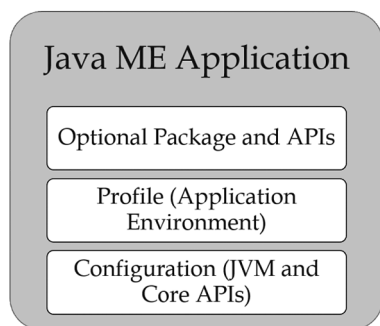 Java ME Application
Optional Package and APIs
Profile (Application
Environment)
Configuration (JVM and
Core APIs)